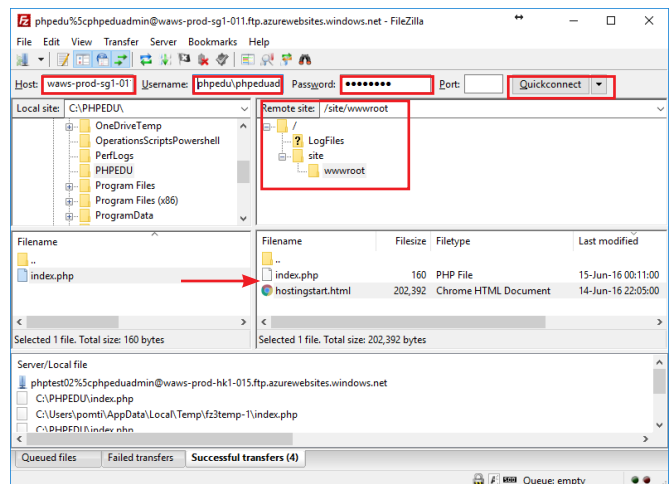 phpedu%5cphpeduadmin@waws-prod-sg1-011.ftp.azurewebsites.windows.net - FileZilla
File Edit View Transfer Server Bookmarks Help
Host: waws-prod-sg1-01 Username: phpedu\phpeduad Password: ●●●●●●●● Port: Quickconnect
Local site: C:\PHPEDU\
OneDriveTemp
OperationsScriptsPowershell
PerfLogs
PHPEDU
Program Files
Program Files (x86)
ProgramData
Remote site: /site/wwwroot
/
LogFiles
site
wwwroot
Filename
..
index.php
Selected 1 file. Total size: 160 bytes
Filename Filesize Filetype Last modified
..
index.php 160 PHP File 15-Jun-16 00:11:00
hostingstart.html 202,392 Chrome HTML Document 14-Jun-16 22:05:00
Selected 1 file. Total size: 202,392 bytes
Server/Local file
phptest02%5cphpeduadmin@waws-prod-hk1-015.ftp.azurewebsites.windows.net
C:\PHPEDU\index.php
C:\Users\pomti\AppData\Local\Temp\fz3temp-1\index.php
C:\PHPEDU\index.php
Queued files Failed transfers Successful transfers (4)
Queue: empty